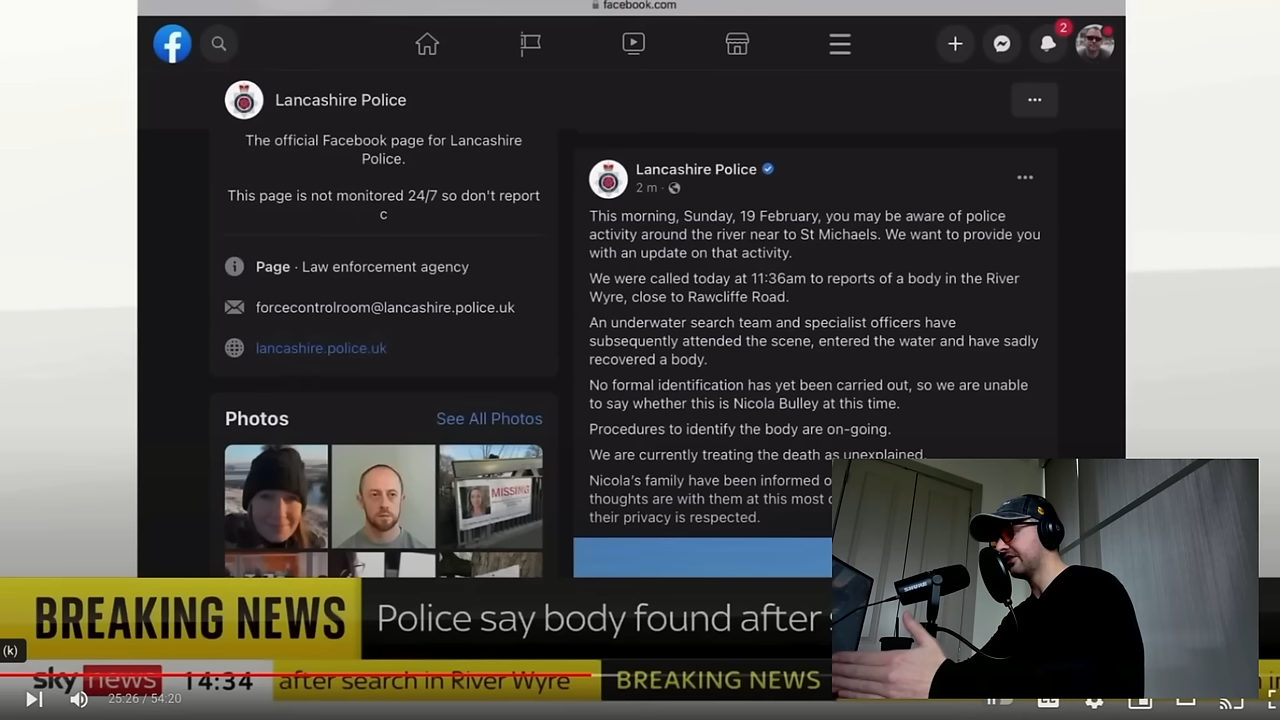 facebook.com
2
Lancashire Police
The official Facebook page for Lancashire
Police.
This page is not monitored 24/7 so don't report
c
Page · Law enforcement agency
forcecontrolroom@lancashire.police.uk
lancashire.police.uk
Photos
See All Photos
MISSING
Lancashire Police
2 m
This morning, Sunday, 19 February, you may be aware of police
activity around the river near to St Michaels. We want to provide you
with an update on that activity.
We were called today at 11:36am to reports of a body in the River
Wyre, close to Rawcliffe Road.
An underwater search team and specialist officers have
subsequently attended the scene, entered the water and have sadly
recovered a body.
No formal identification has yet been carried out, so we are unable
to say whether this is Nicola Bulley at this time.
Procedures to identify the body are on-going.
We are currently treating the death as unexplained.
Nicola's family have been informed o
thoughts are with them at this most
their privacy is respected.
SHURE
BREAKING NEWS
Police say body found after
(k)
sky news
14:34
after search in River Wyre
BREAKING NEWS
25:26 / 54:20